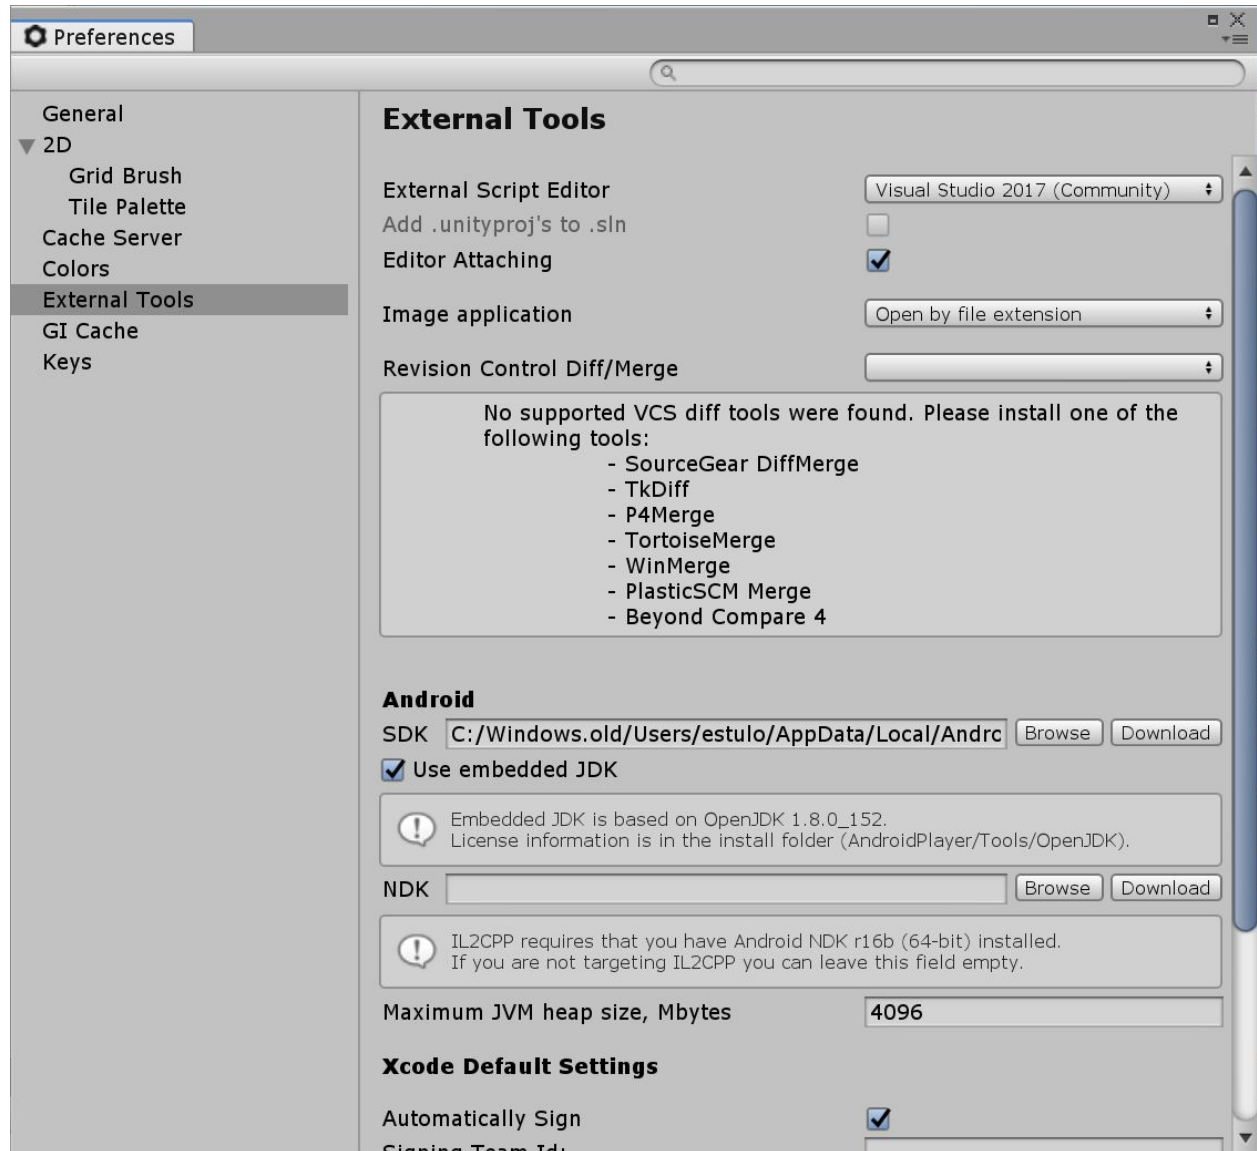 Preferences
General
2D
Grid Brush
Tile Palette
Cache Server
Colors
External Tools
GI Cache
Keys
External Tools
External Script Editor Visual Studio 2017 (Community)
Add .unityproj's to .sln
Editor Attaching
Image application Open by file extension
Revision Control Diff/Merge
No supported VCS diff tools were found. Please install one of the
following tools:
- SourceGear DiffMerge
- TkDiff
- P4Merge
- TortoiseMerge
- WinMerge
- PlasticSCM Merge
- Beyond Compare 4
Android
SDK C:/Windows.old/Users/estulo/AppData/Local/Andrc Browse Download
Use embedded JDK
Embedded JDK is based on OpenJDK 1.8.0_152.
License information is in the install folder (AndroidPlayer/Tools/OpenJDK).
NDK Browse Download
IL2CPP requires that you have Android NDK r16b (64-bit) installed.
If you are not targeting IL2CPP you can leave this field empty.
Maximum JVM heap size, Mbytes 4096
Xcode Default Settings
Automatically Sign
Signing Team Id: